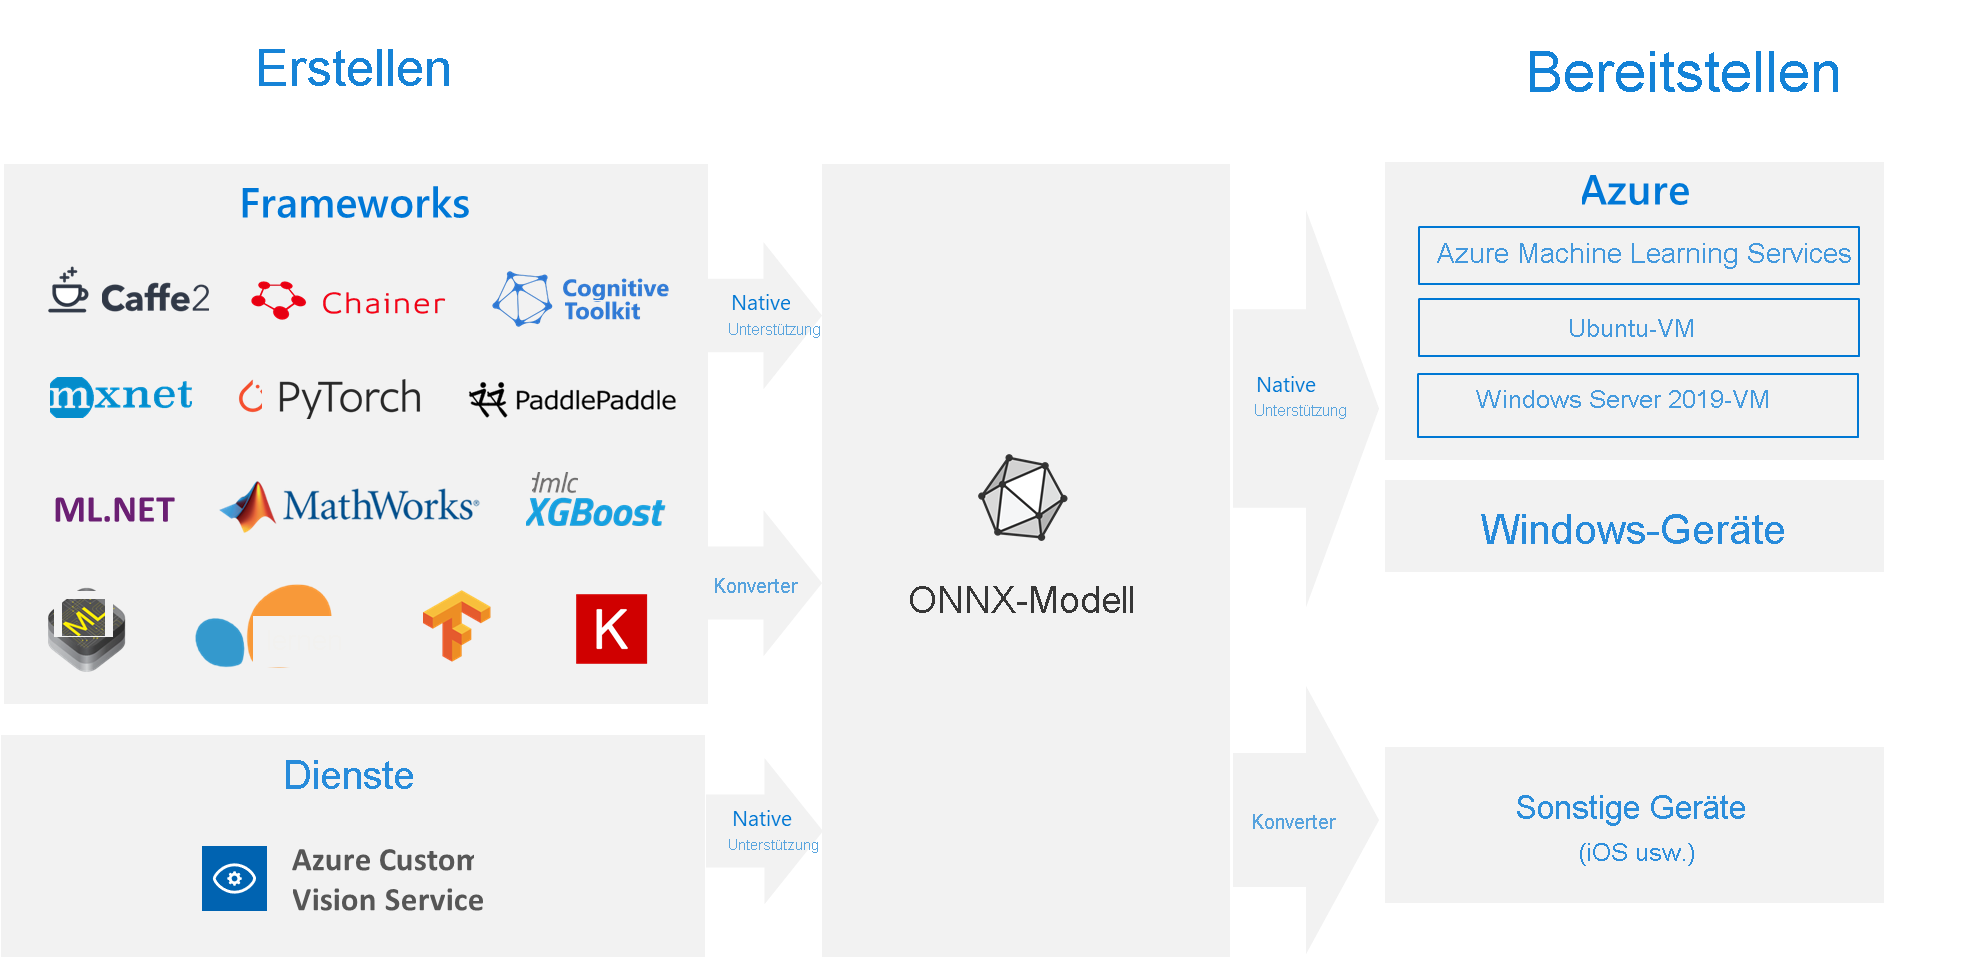 Erstellen
Bereitstellen
Frameworks
Caffe2
Chainer
Cognitive
Toolkit
mxnet
PyTorch
PaddlePaddle
ML.NET
MathWorks®
dmlc
XGBoost
ML
K
Native
Unterstützung
Konverter
Dienste
Azure Custom
Vision Service
Native
Unterstützung
ONNX-Modell
Native
Unterstützung
Konverter
Azure
Azure Machine Learning Services
Ubuntu-VM
Windows Server 2019-VM
Windows-Geräte
Sonstige Geräte
(iOS usw.)